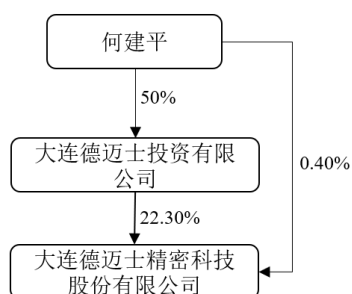 何建平
50%
大连德迈士投资有限
公司
0.40%
22.30%
大连德迈士精密科技
股份有限公司